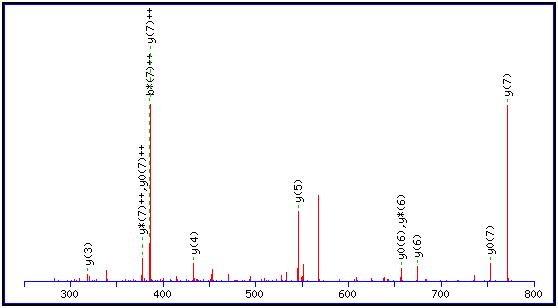 y(3)
y*(7)++,y0(7)++
b*(7)++
y(7)++
y(4)
y(5)
y0(6),y*(6)
y(6)
y0(7)
y(7)
300 400 500 600 700 800